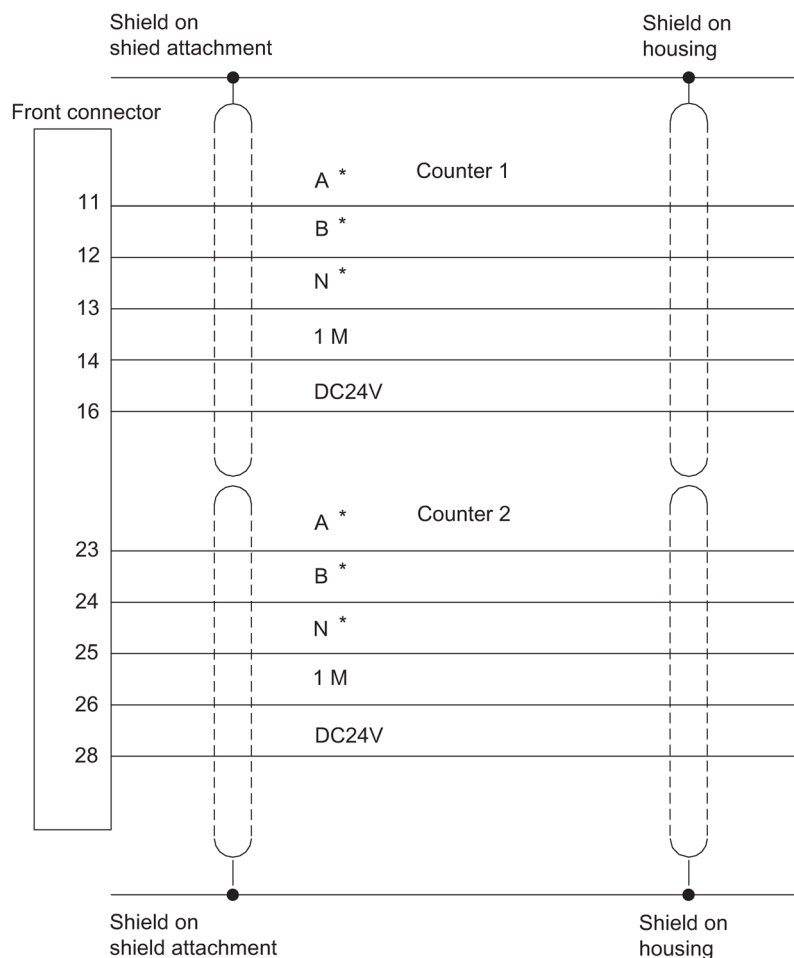 Shield on
shied attachment
Shield on
housing
Front connector
A * Counter 1
11
B *
12
N *
13
1 M
14
DC24V
16
A * Counter 2
23
B *
24
N *
25
1 M
26
DC24V
28
Shield on
shield attachment
Shield on
housing